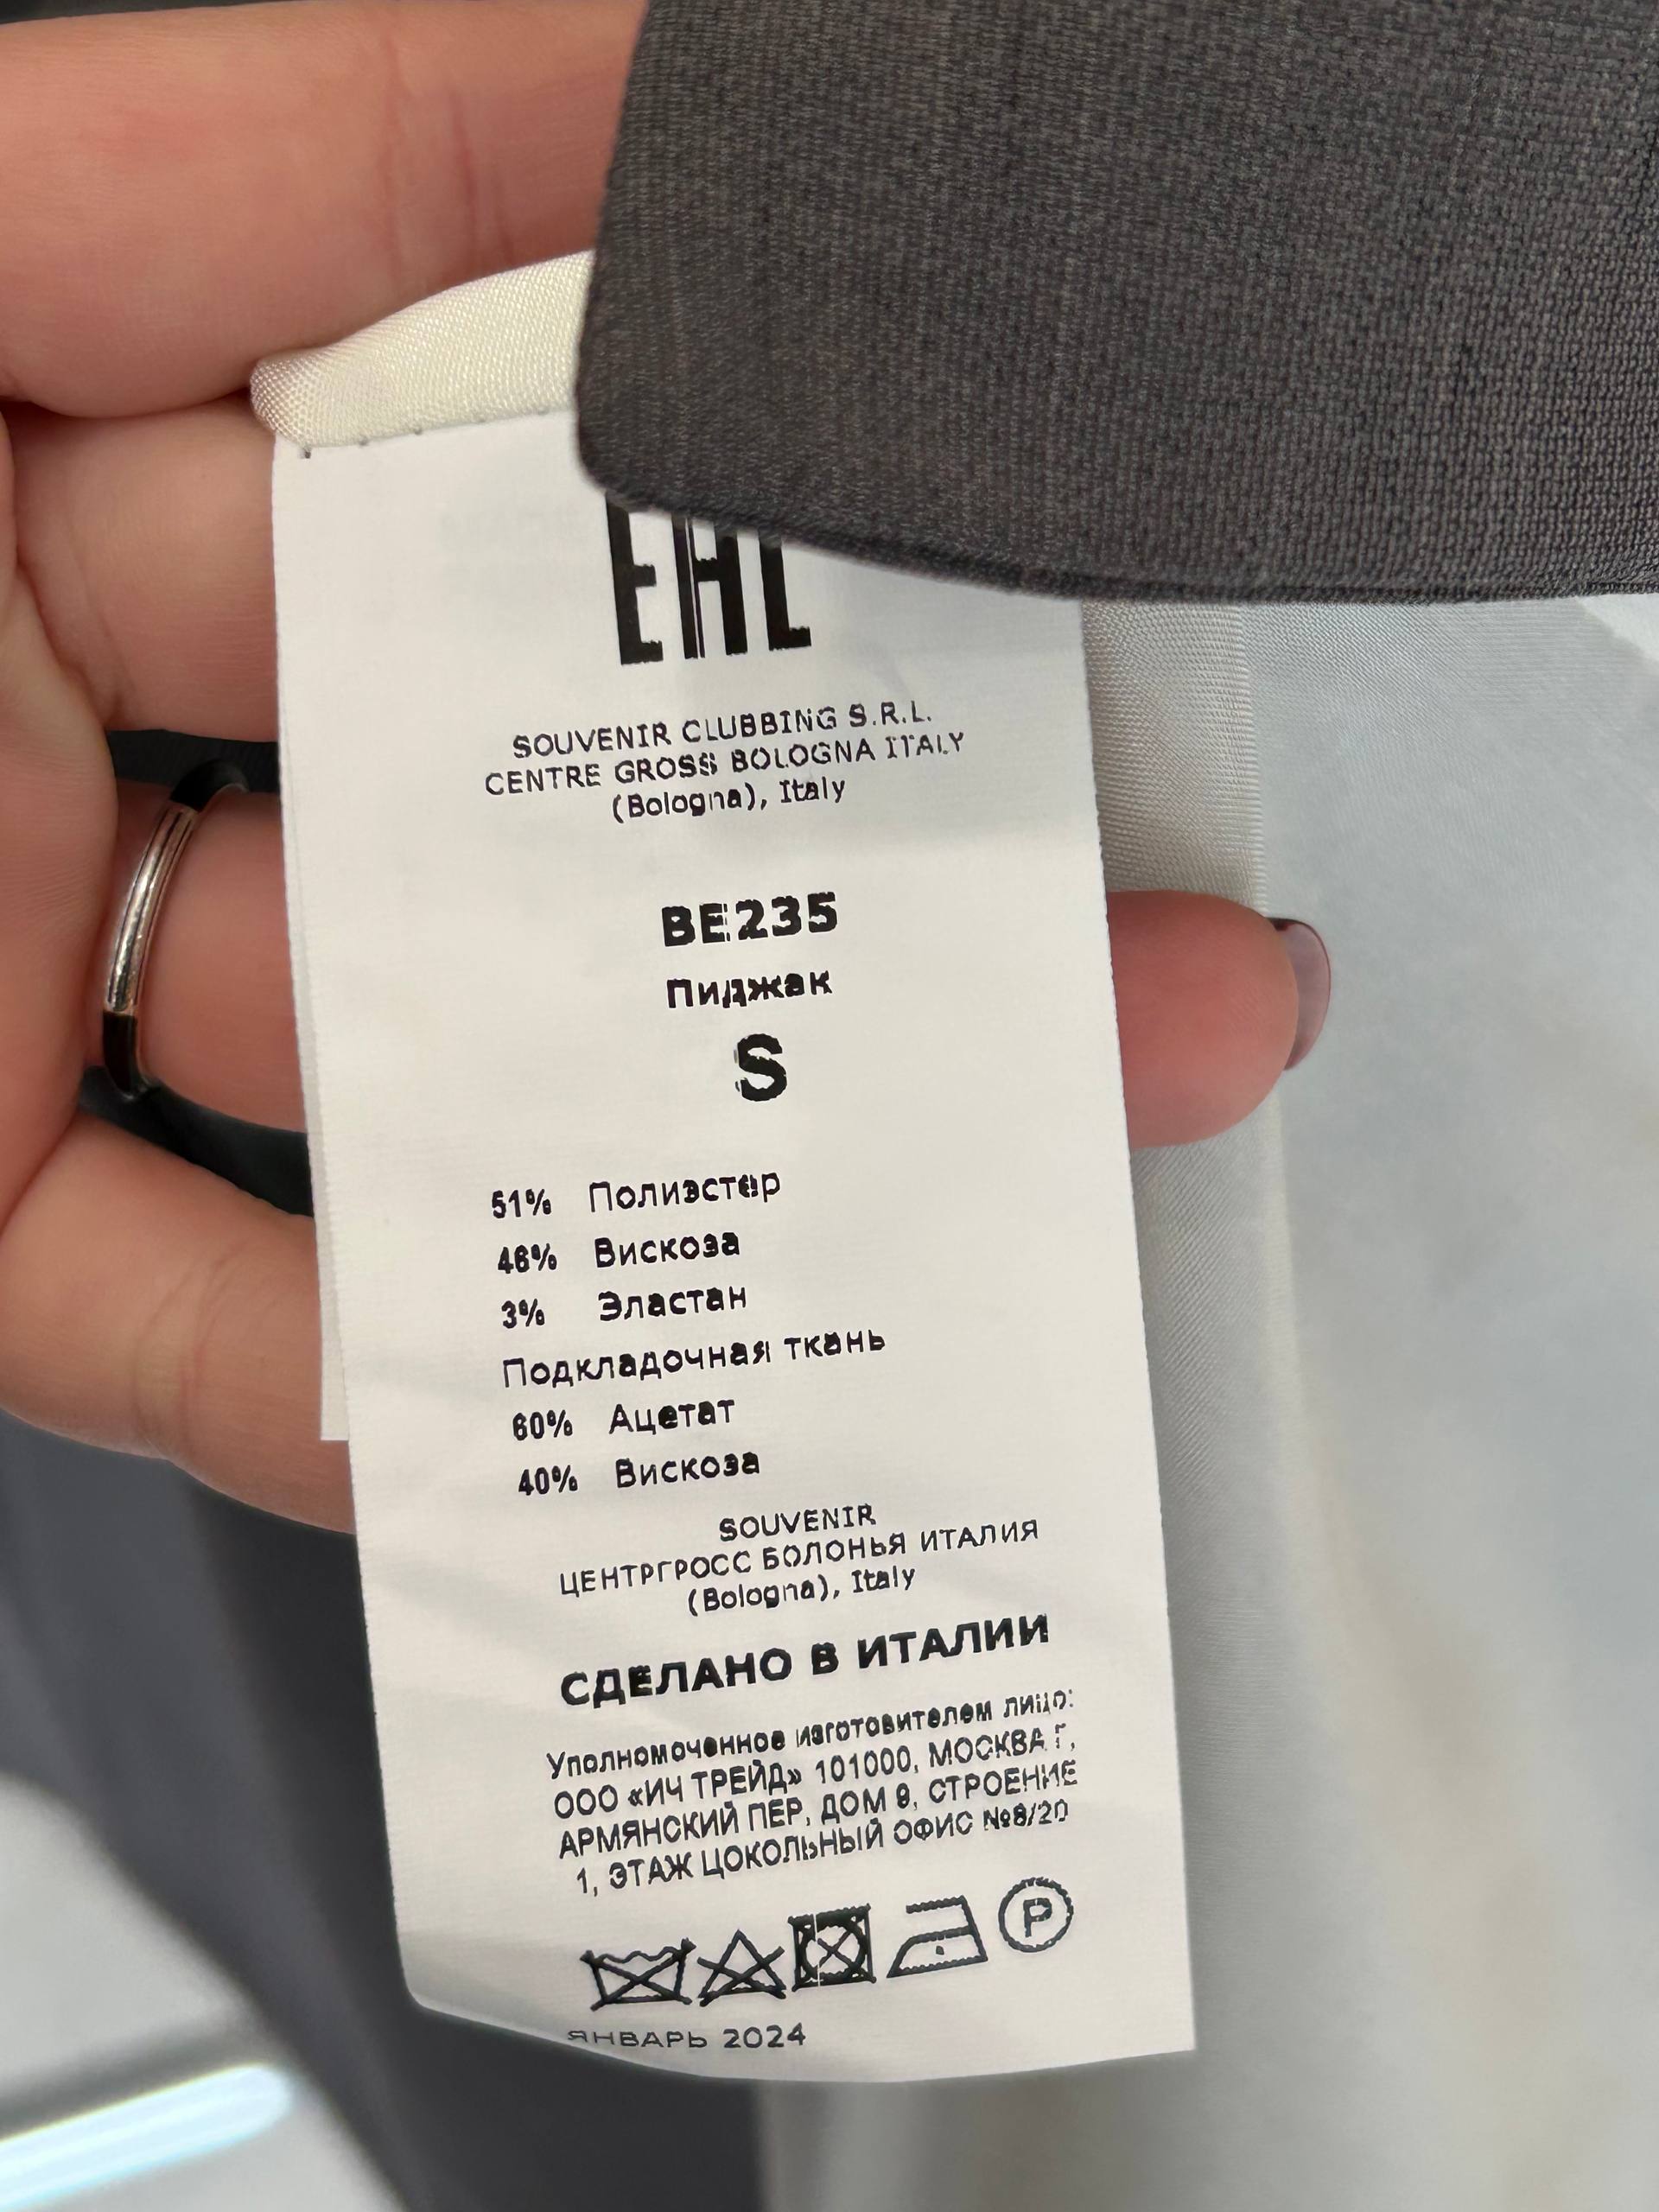 EAC
SOUVENIR CLUBBING S.R.L.
CENTRE GROSS BOLOGNA ITALY
(Bologna), Italy
BE235
Пиджак
S
51% Полиэстер
46% Вискоза
3% Эластан
Подкладочная ткань
60% Ацетат
40% Вискоза
SOUVENIR
ЦЕНТРГРОСС БОЛОНЬЯ ИТАЛИЯ
(Bologna), Italy
СДЕЛАНО В ИТАЛИИ
Уполномоченное изготовителем лицо:
ООО «ИЧ ТРЕЙД» 101000, МОСКВА Г,
АРМЯНСКИЙ ПЕР, ДОМ 9, СТРОЕНИЕ
1, ЭТАЖ ЦОКОЛЬНЫЙ ОФИС №8/20
P
ЯНВАРЬ 2024